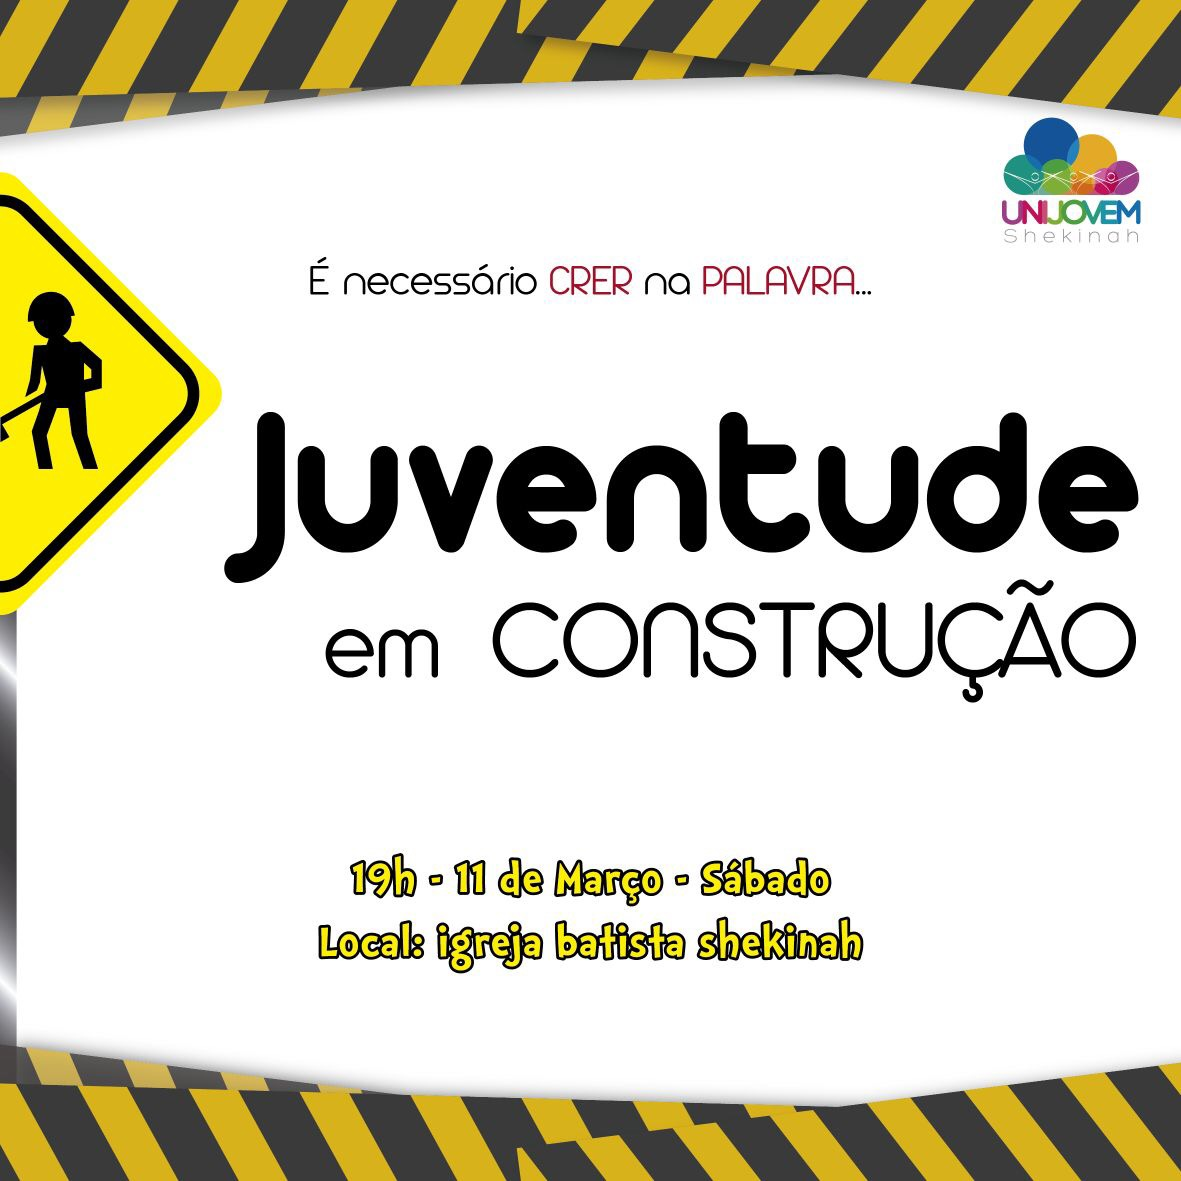 UNIJOVEM
Shekinah
É necessário CRER na PALAVRA...
Juventude
em CONSTRUÇÃO
19h - 11 de Março - Sábado
Local: igreja batista shekinah